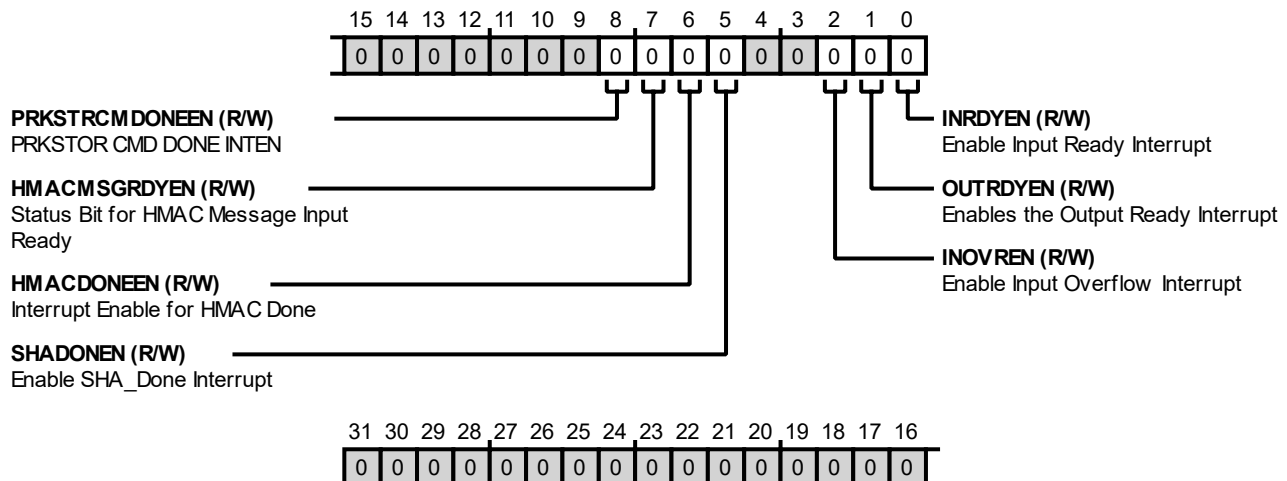 15 14 13 12 11 10 9 8 7 6 5 4 3 2 1 0
0 0 0 0 0 0 0 0 0 0 0 0 0 0 0 0
PRKSTRCMDONEEN (R/W)
PRKSTOR CMD DONE INTEN
HMACMSGRDYEN (R/W)
Status Bit for HMAC Message Input
Ready
HMACDONEEN (R/W)
Interrupt Enable for HMAC Done
SHADONEN (R/W)
Enable SHA_Done Interrupt
INRDYEN (R/W)
Enable Input Ready Interrupt
OUTRDYEN (R/W)
Enables the Output Ready Interrupt
INOVREN (R/W)
Enable Input Overflow Interrupt
31 30 29 28 27 26 25 24 23 22 21 20 19 18 17 16
0 0 0 0 0 0 0 0 0 0 0 0 0 0 0 0